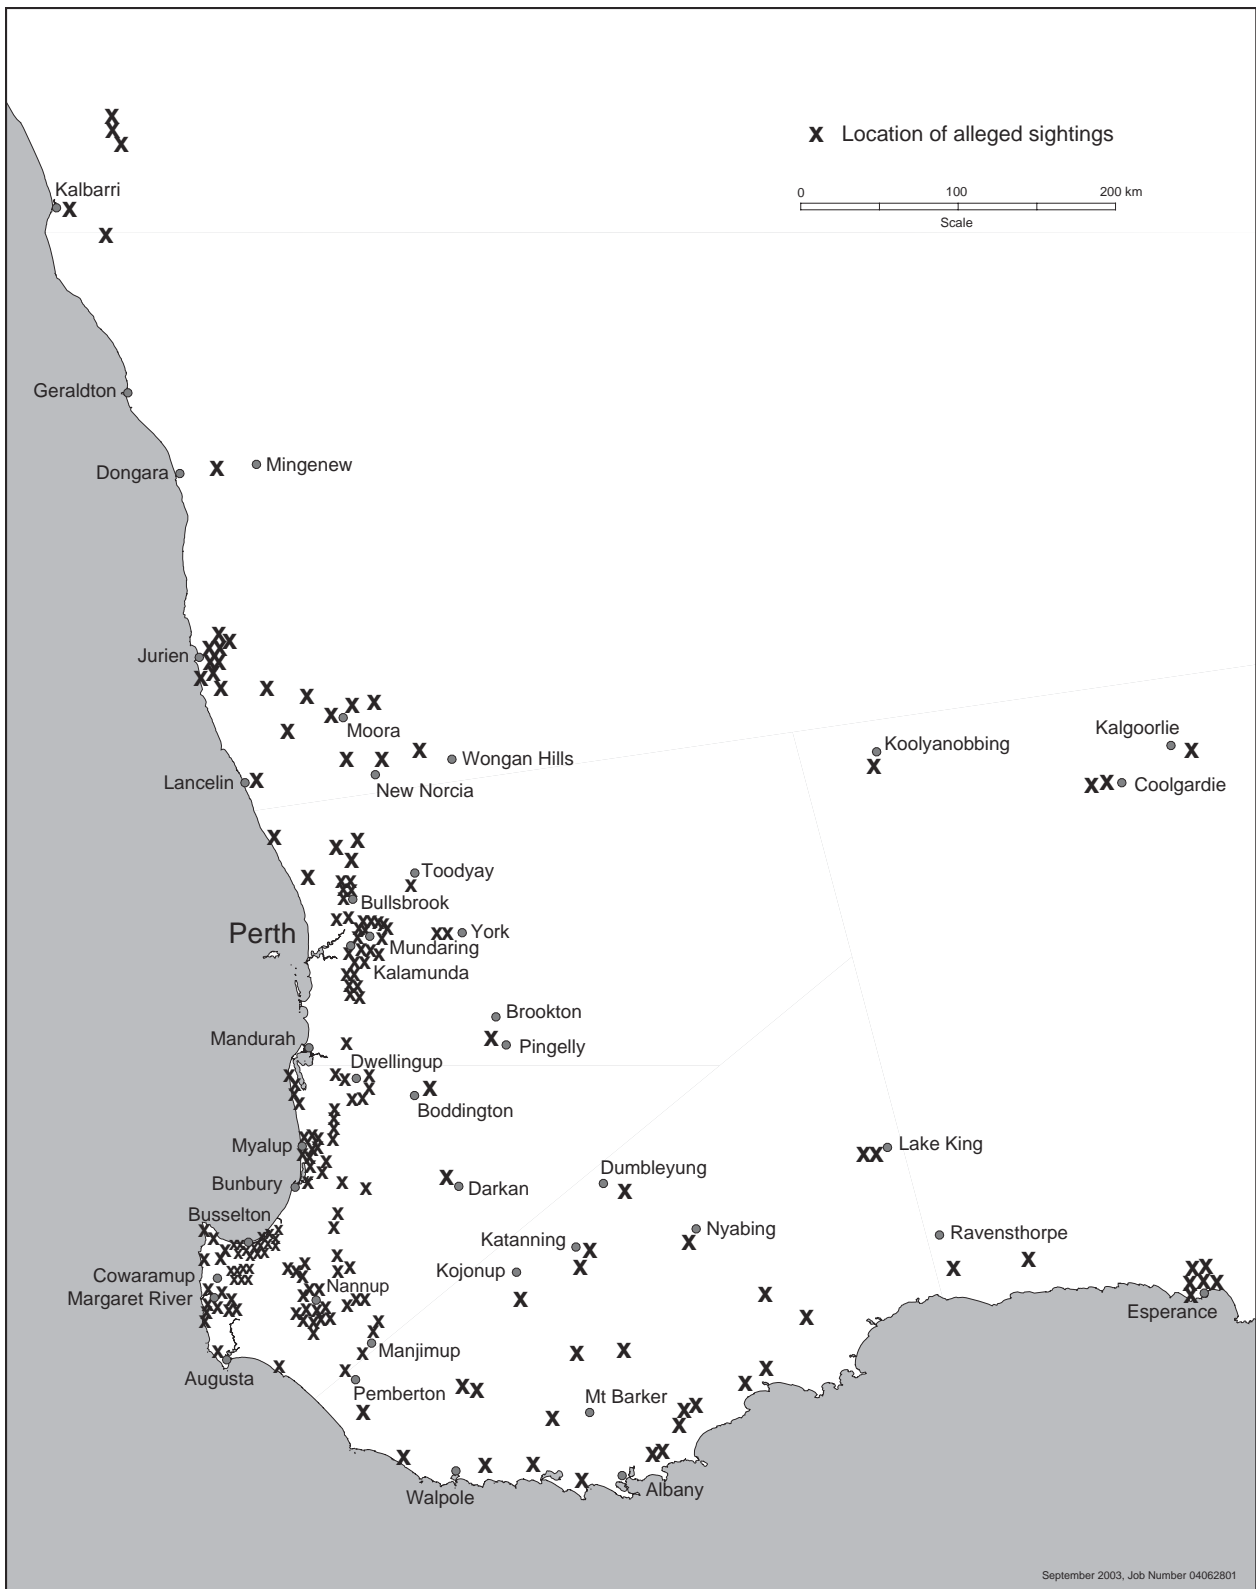 X Location of alleged sightings
0 100 200 km
Scale
Kalbarri
Geraldton
Dongara
Mingenew
Jurien
Moora
Wongan Hills
Lancelin
New Norcia
Koolyanobbing
Kalgoorlie
Coolgardie
Toodyay
Bullsbrook
Perth
York
Mundaring
Kalamunda
Brookton
Mandurah
Pingelly
Dwellingup
Boddington
Myalup
Lake King
Bunbury
Darkan
Dumbleyung
Busselton
Nyabing
Katanning
Ravensthorpe
Cowaramup
Kojonup
Margaret River
Nannup
Esperance
Manjimup
Augusta
Pemberton
Mt Barker
Walpole
Albany
September 2003, Job Number 04062801